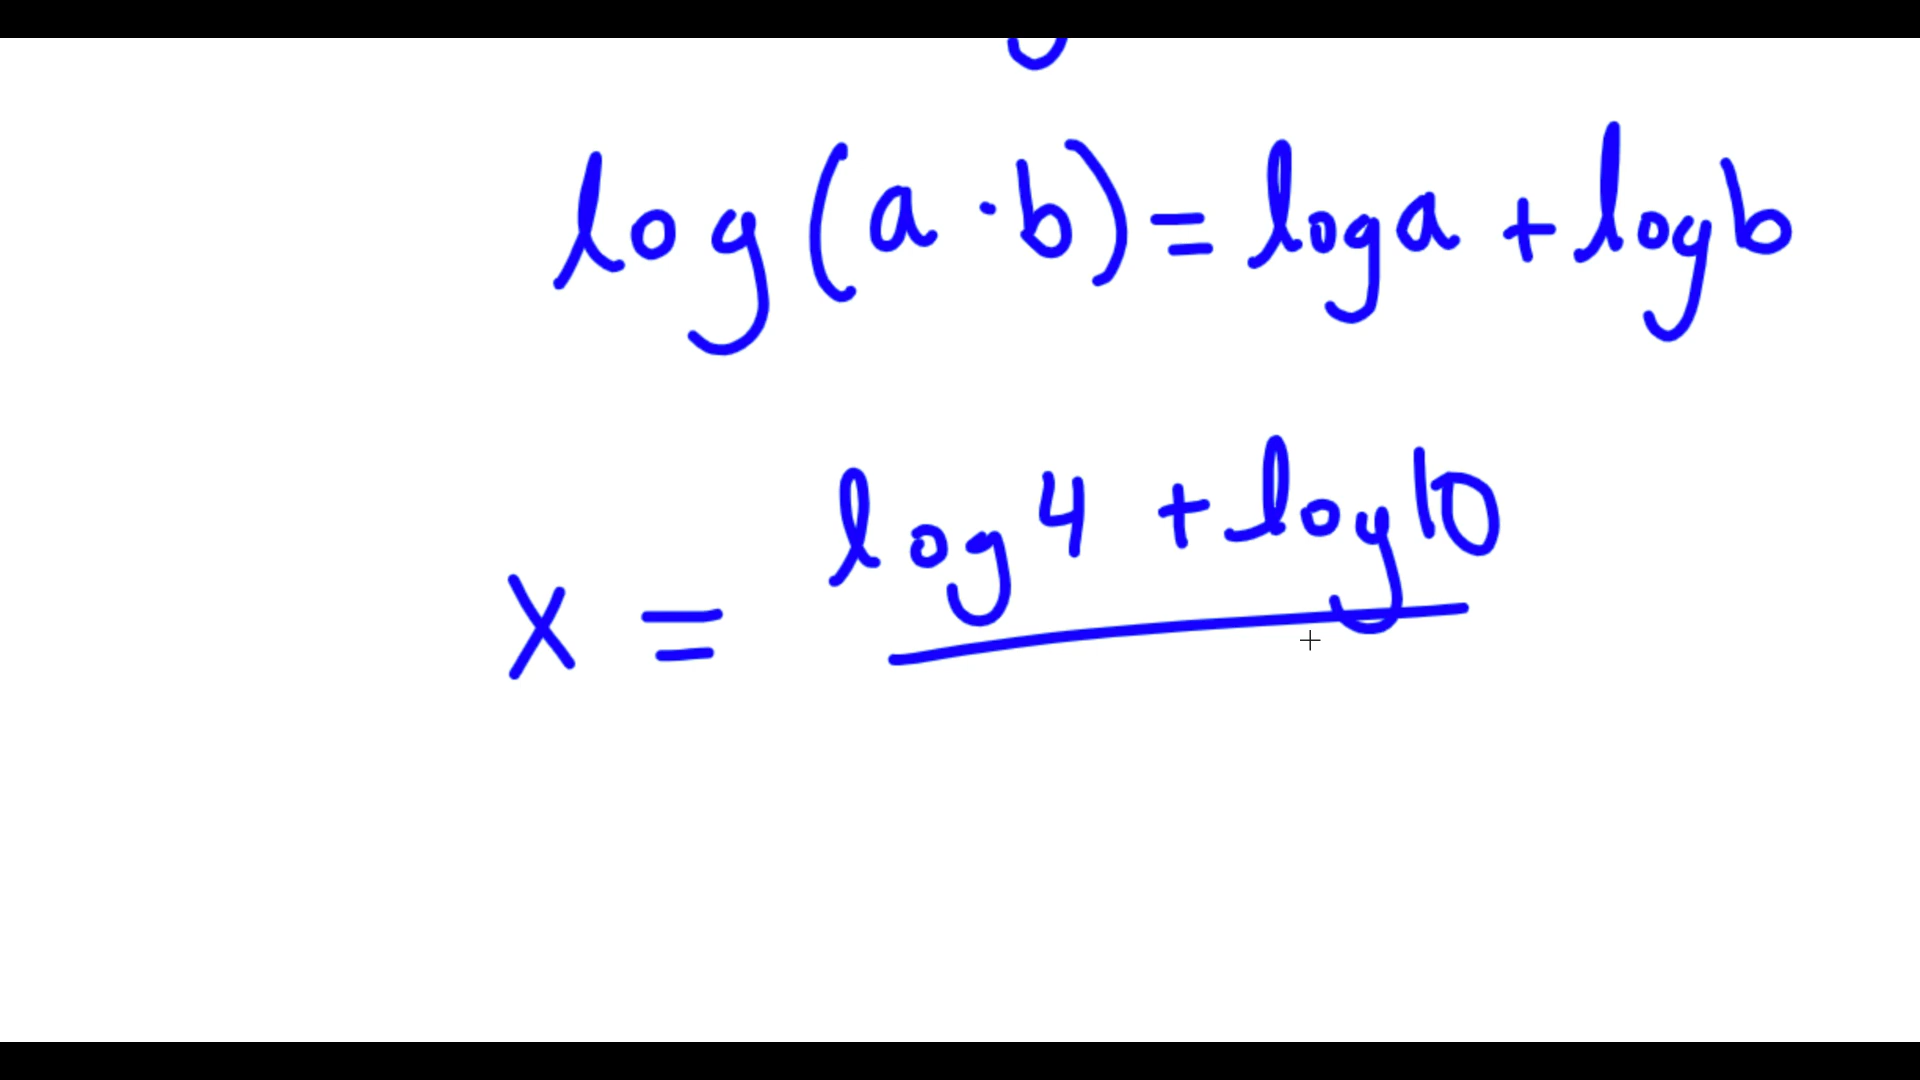 log (a · b) = log a + log b
x = log 4 + log 10